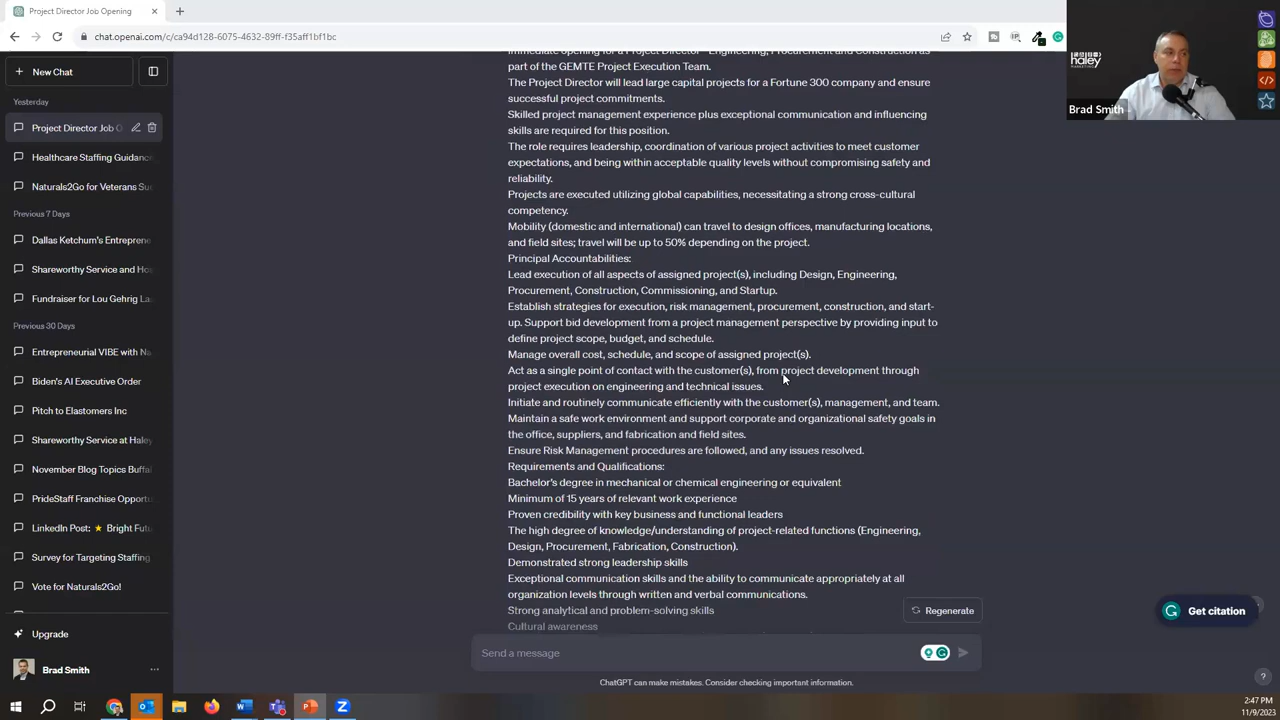 Project Director Job Opening
chat.openai.com/c/ca94d128-6075-4632-89ff-f35aff1bf1bc
haley
MARKETING
Brad Smith
New Chat
Yesterday
Project Director Job O
Healthcare Staffing Guidanc
Naturals2Go for Veterans Su
Previous 7 Days
Dallas Ketchum's Entreprene
Shareworthy Service and Ho
Fundraiser for Lou Gehrig La
Previous 30 Days
Entrepreneurial VIBE with Na
Biden's AI Executive Order
Pitch to Explantements Inc
Shareworthy Service at Roycr
November Blog Topics Buffal
PrideStaff Franchise Opportu
LinkedIn Post: ⭐ Bright Futu
Survey for Targeting Staffing
Vote for Naturals2Go!
Upgrade
Brad Smith
Immediate opening for a Project Director - Engineering, Procurement and Construction as
part of the GEMTE Project Execution Team.
The Project Director will lead large capital projects for a Fortune 300 company and ensure
successful project commitments.
Skilled project management experience plus exceptional communication and influencing
skills are required for this position.
The role requires leadership, coordination of various project activities to meet customer
expectations, and being within acceptable quality levels without compromising safety and
reliability.
Projects are executed utilizing global capabilities, necessitating a strong cross-cultural
competency.
Mobility (domestic and international) can travel to design offices, manufacturing locations,
and field sites; travel will be up to 50% depending on the project.
Principal Accountabilities:
Lead execution of all aspects of assigned project(s), including Design, Engineering,
Procurement, Construction, Commissioning, and Startup.
Establish strategies for execution, risk management, procurement, construction, and start-
up. Support bid development from a project management perspective by providing input to
define project scope, budget, and schedule.
Manage overall cost, schedule, and scope of assigned project(s).
Act as a single point of contact with the customer(s), from project development through
project execution on engineering and technical issues.
Initiate and routinely communicate efficiently with the customer(s), management, and team.
Maintain a safe work environment and support corporate and organizational safety goals in
the office, suppliers, and fabrication and field sites.
Ensure Risk Management procedures are followed, and any issues resolved.
Requirements and Qualifications:
Bachelor's degree in mechanical or chemical engineering or equivalent
Minimum of 15 years of relevant work experience
Proven credibility with key business and functional leaders
The high degree of knowledge/understanding of project-related functions (Engineering,
Design, Procurement, Fabrication, Construction).
Demonstrated strong leadership skills
Exceptional communication skills and the ability to communicate appropriately at all
organization levels through written and verbal communications.
Strong analytical and problem-solving skills
Cultural awareness
Regenerate
Get citation
Send a message
ChatGPT can make mistakes. Consider checking important information.
2:47 PM
11/9/2023